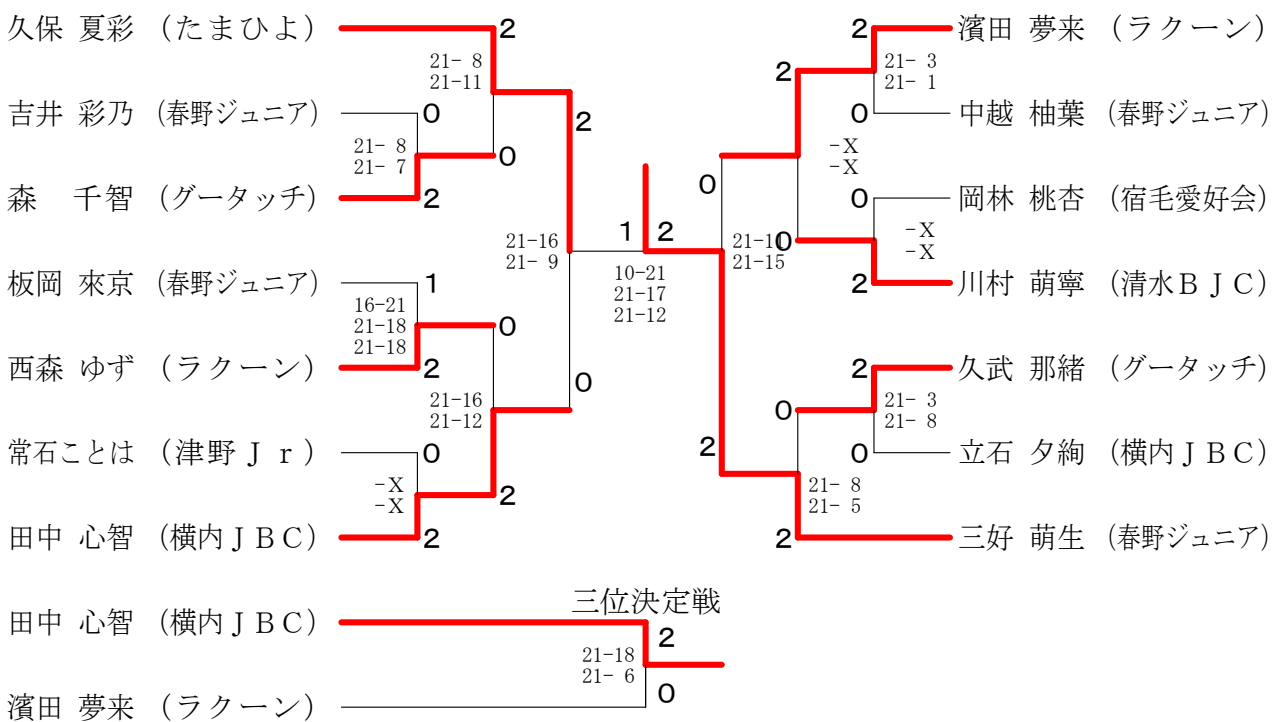 久保 夏彩 (たまひよ)
2
21- 8
21-11
吉井 彩乃 (春野ジュニア)
0
21- 8
21- 7
0
森 千智 (グータッチ)
2
2
21-16
21- 9
板岡 來京 (春野ジュニア)
1
16-21
21-18
21-18
0
西森 ゆず (ラクーン)
2
21-16
21-12
0
常石ことは (津野Ｊｒ)
0
-X
-X
2
田中 心智 (横内ＪＢＣ)
2
1 2
10-21
21-17
21-12
2 濱田 夢来 (ラクーン)
21- 3
21- 1
2
0 中越 柚葉 (春野ジュニア)
-X
-X
0
0 岡林 桃杏 (宿毛愛好会)
-X
-X
0
21-11
21-15
2 川村 萌寧 (清水ＢＪＣ)
2 久武 那緒 (グータッチ)
21- 3
21- 8
0
0 立石 夕絢 (横内ＪＢＣ)
2
21- 8
21- 5
2 三好 萌生 (春野ジュニア)
三位決定戦
田中 心智 (横内ＪＢＣ)
2
21-18
21- 6
0
濱田 夢来 (ラクーン)